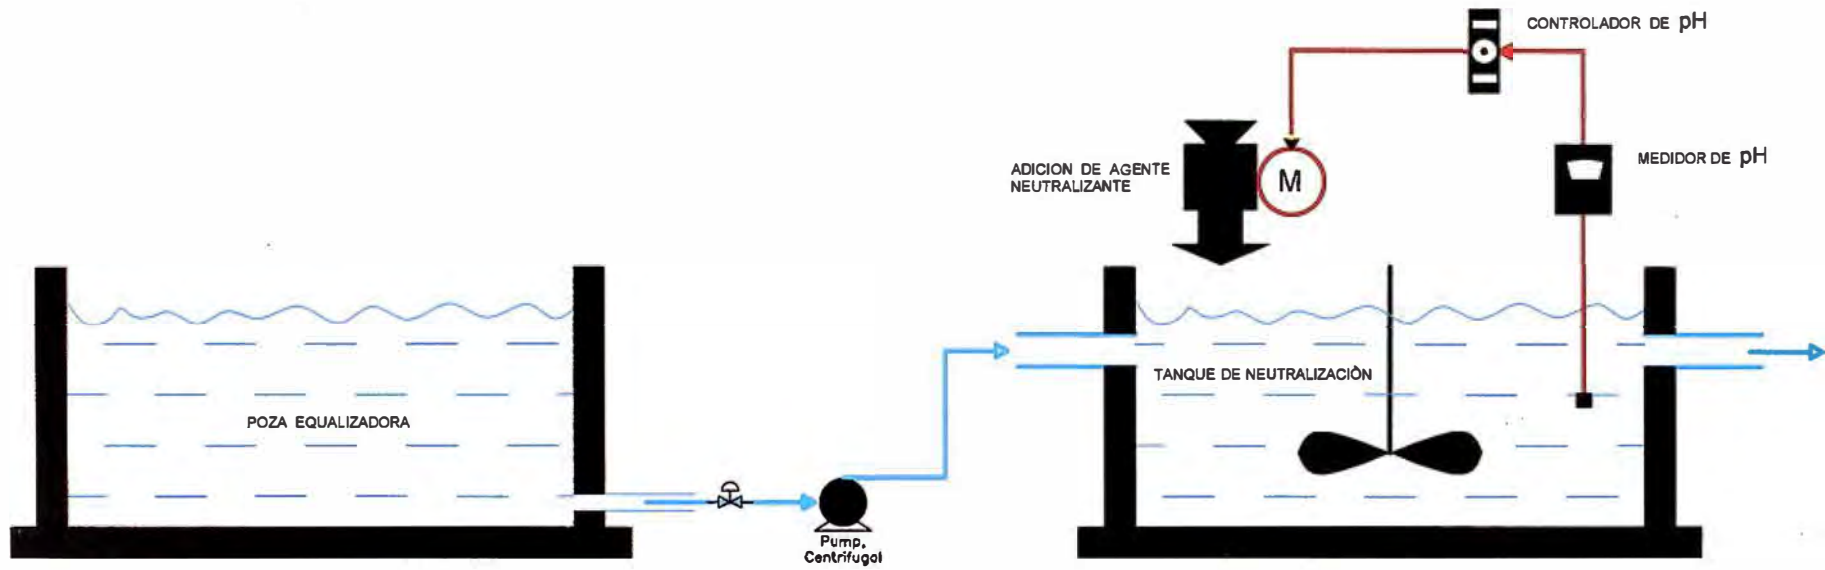 CONTROLADOR DE pH
ADICION DE AGENTE
NEUTRALIZANTE
M
MEDIDOR DE pH
POZA EQUALIZADORA
TANQUE DE NEUTRALIZACIÒN
Pump,
Centrifugal